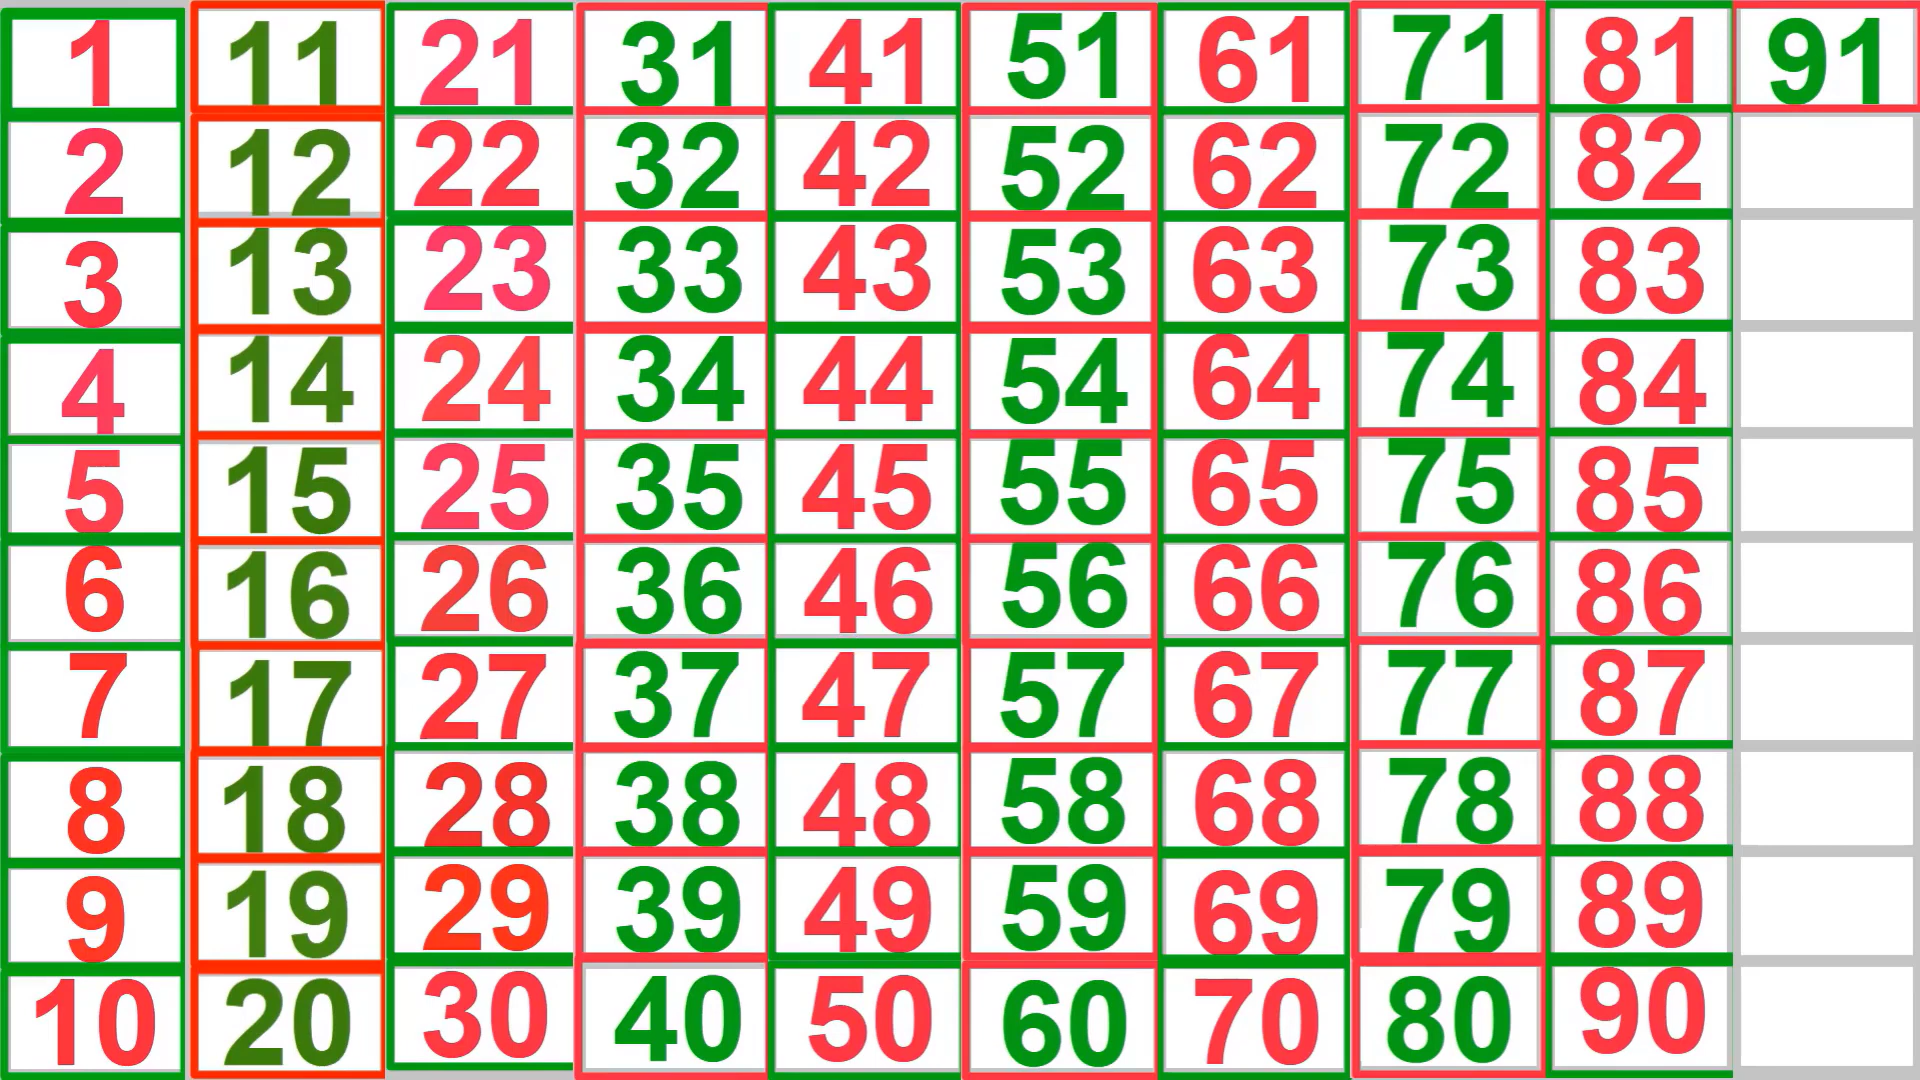 1 11 21 31 41 51 61 71 81 91
2 12 22 32 42 52 62 72 82
3 13 23 33 43 53 63 73 83
4 14 24 34 44 54 64 74 84
5 15 25 35 45 55 65 75 85
6 16 26 36 46 56 66 76 86
7 17 27 37 47 57 67 77 87
8 18 28 38 48 58 68 78 88
9 19 29 39 49 59 69 79 89
10 20 30 40 50 60 70 80 90